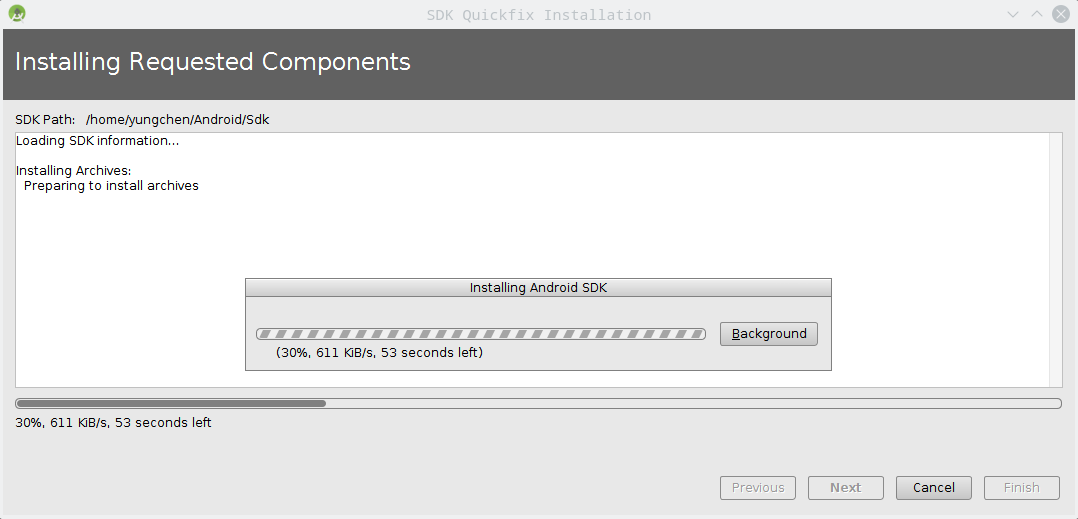 SDK Quickfix Installation
Installing Requested Components
SDK Path: /home/yungchen/Android/Sdk
Loading SDK information...
Installing Archives:
Preparing to install archives
Installing Android SDK
Background
(30%, 611 KiB/s, 53 seconds left)
30%, 611 KiB/s, 53 seconds left
Previous Next Cancel Finish